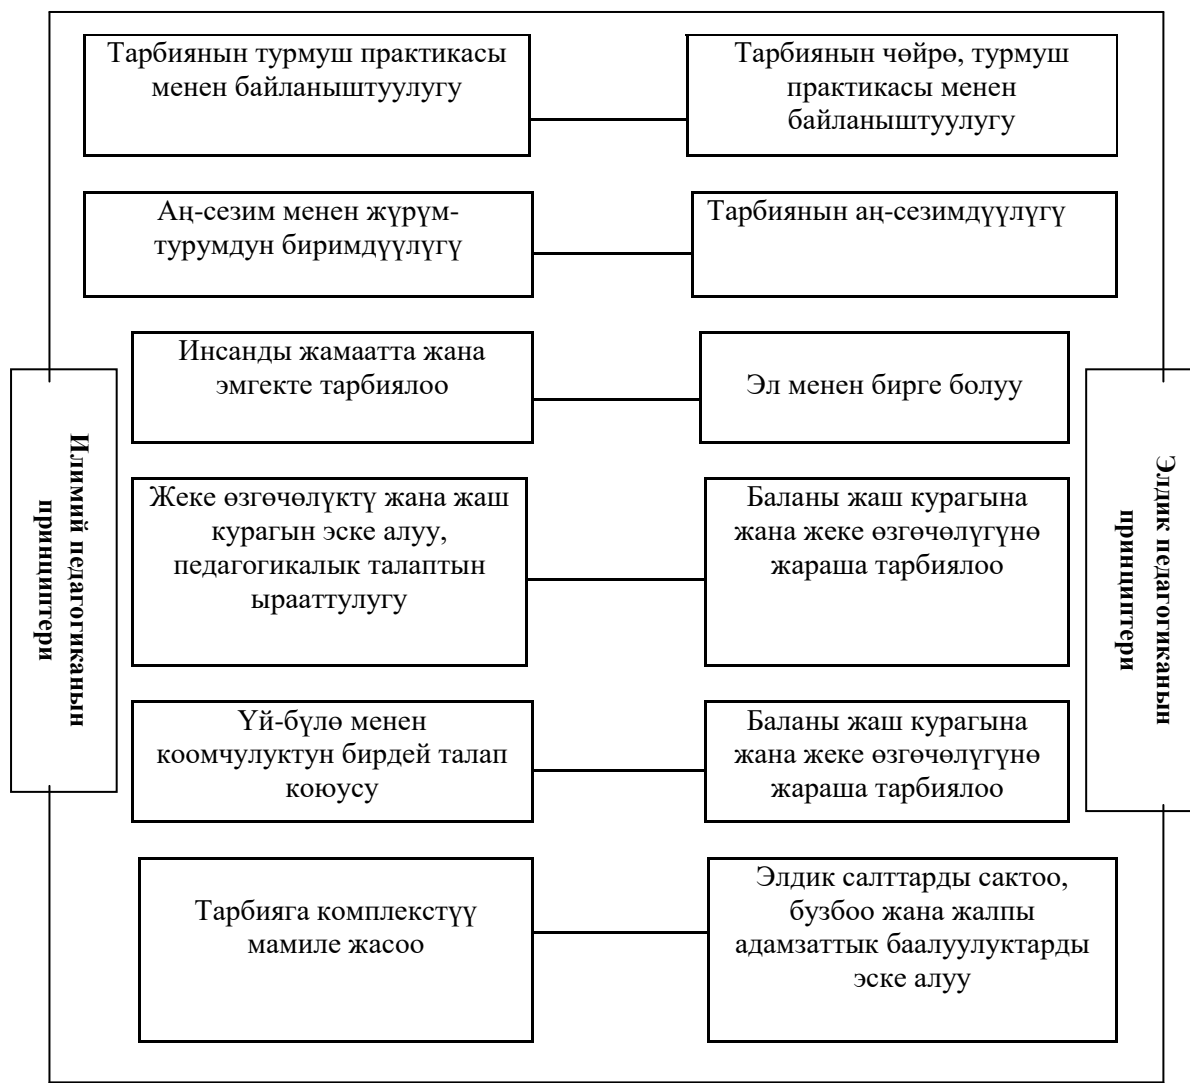 Тарбиянын турмуш практикасы
менен байланыштуулугу
Тарбиянын чөйрө, турмуш
практикасы менен
байланыштуулугу
Аң-сезим менен жүрүм-
турумдун биримдүүлүгү
Тарбиянын аң-сезимдүүлүгү
Инсанды жамаатта жана
эмгекте тарбиялоо
Эл менен бирге болуу
Илимий педагогиканын
принциптери
Элдик педагогиканын
принциптери
Жеке өзгөчөлүктү жана жаш
курагын эске алуу,
педагогикалык талаптын
ырааттулугу
Баланы жаш курагына
жана жеке өзгөчөлүгүнө
жараша тарбиялоо
Үй-бүлө менен
коомчулуктун бирдей талап
коюусу
Баланы жаш курагына
жана жеке өзгөчөлүгүнө
жараша тарбиялоо
Тарбияга комплекстүү
мамиле жасоо
Элдик салттарды сактоо,
бузбоо жана жалпы
адамзаттык баалуулуктарды
эске алуу